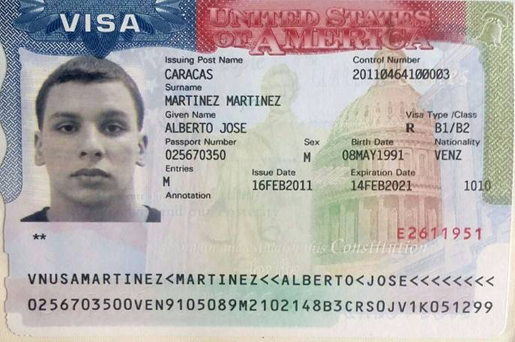 VISA
UNITED STATES
OF AMERICA
Issuing Post Name Control Number
CARACAS 20110464100003
Surname
MARTINEZ MARTINEZ
Given Name Visa Type /Class
ALBERTO JOSE R B1/B2
Passport Number Sex Birth Date Nationality
025670350 M 08MAY1991 VENZ
Entries Issue Date Expiration Date
M 16FEB2011 14FEB2021 1010
Annotation
E2611951
**
Constitution
VNUSAMARTINEZ<MARTINEZ<<ALBERTO<JOSE<<<<<<<<
0256703500VEN9105089M2102148B3CRSOJV1K051299